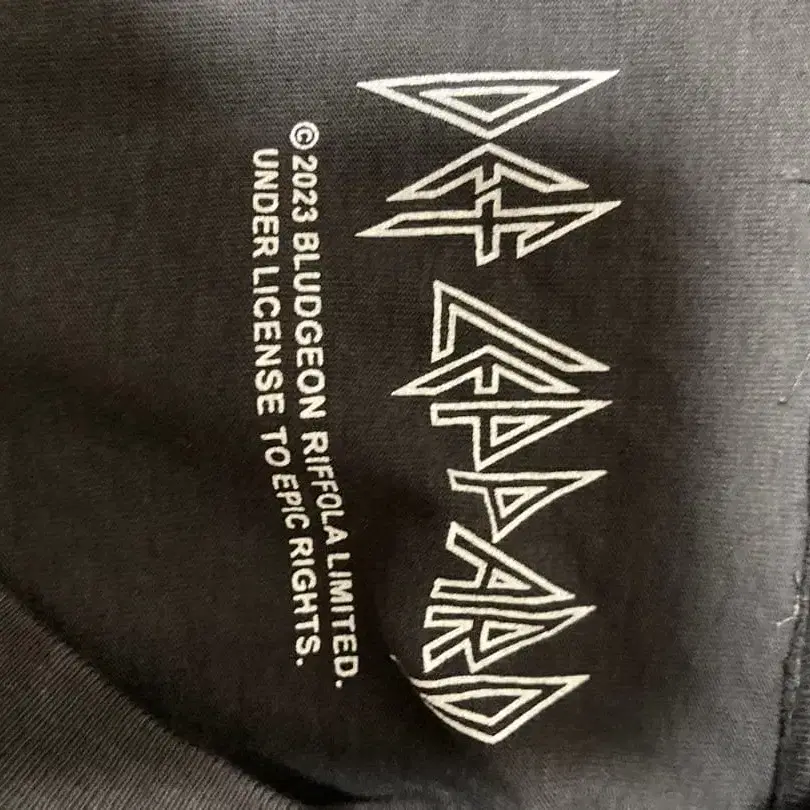 DEF LEPPARD
© 2023 BLUDGEON RIFFOLA LIMITED.
UNDER LICENSE TO EPIC RIGHTS.